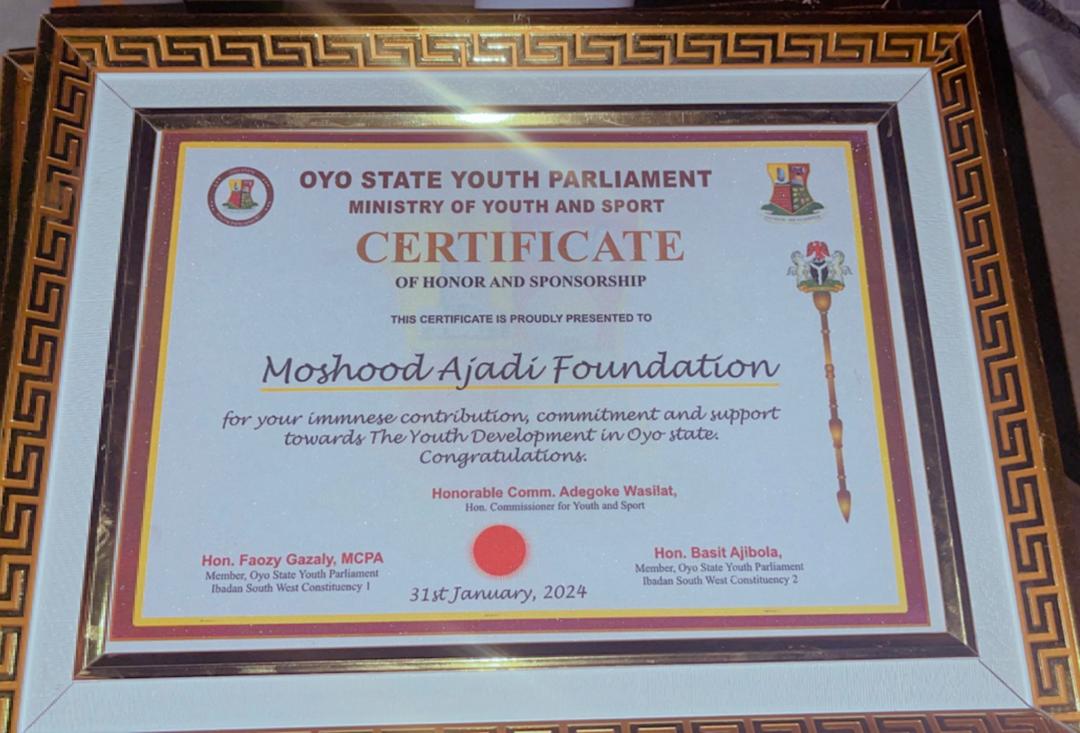 OYO STATE YOUTH PARLIAMENT
MINISTRY OF YOUTH AND SPORT
CERTIFICATE
OF HONOR AND SPONSORSHIP
THIS CERTIFICATE IS PROUDLY PRESENTED TO
Moshood Ajadi Foundation
for your immnese contribution, commitment and support
towards The Youth Development in Oyo state.
Congratulations.
Honorable Comm. Adegoke Wasilat,
Hon. Commissioner for Youth and Sport
Hon. Faozy Gazaly, MCPA
Member, Oyo State Youth Parliament
Ibadan South West Constituency 1
31st January, 2024
Hon. Basit Ajibola,
Member, Oyo State Youth Parliament
Ibadan South West Constituency 2